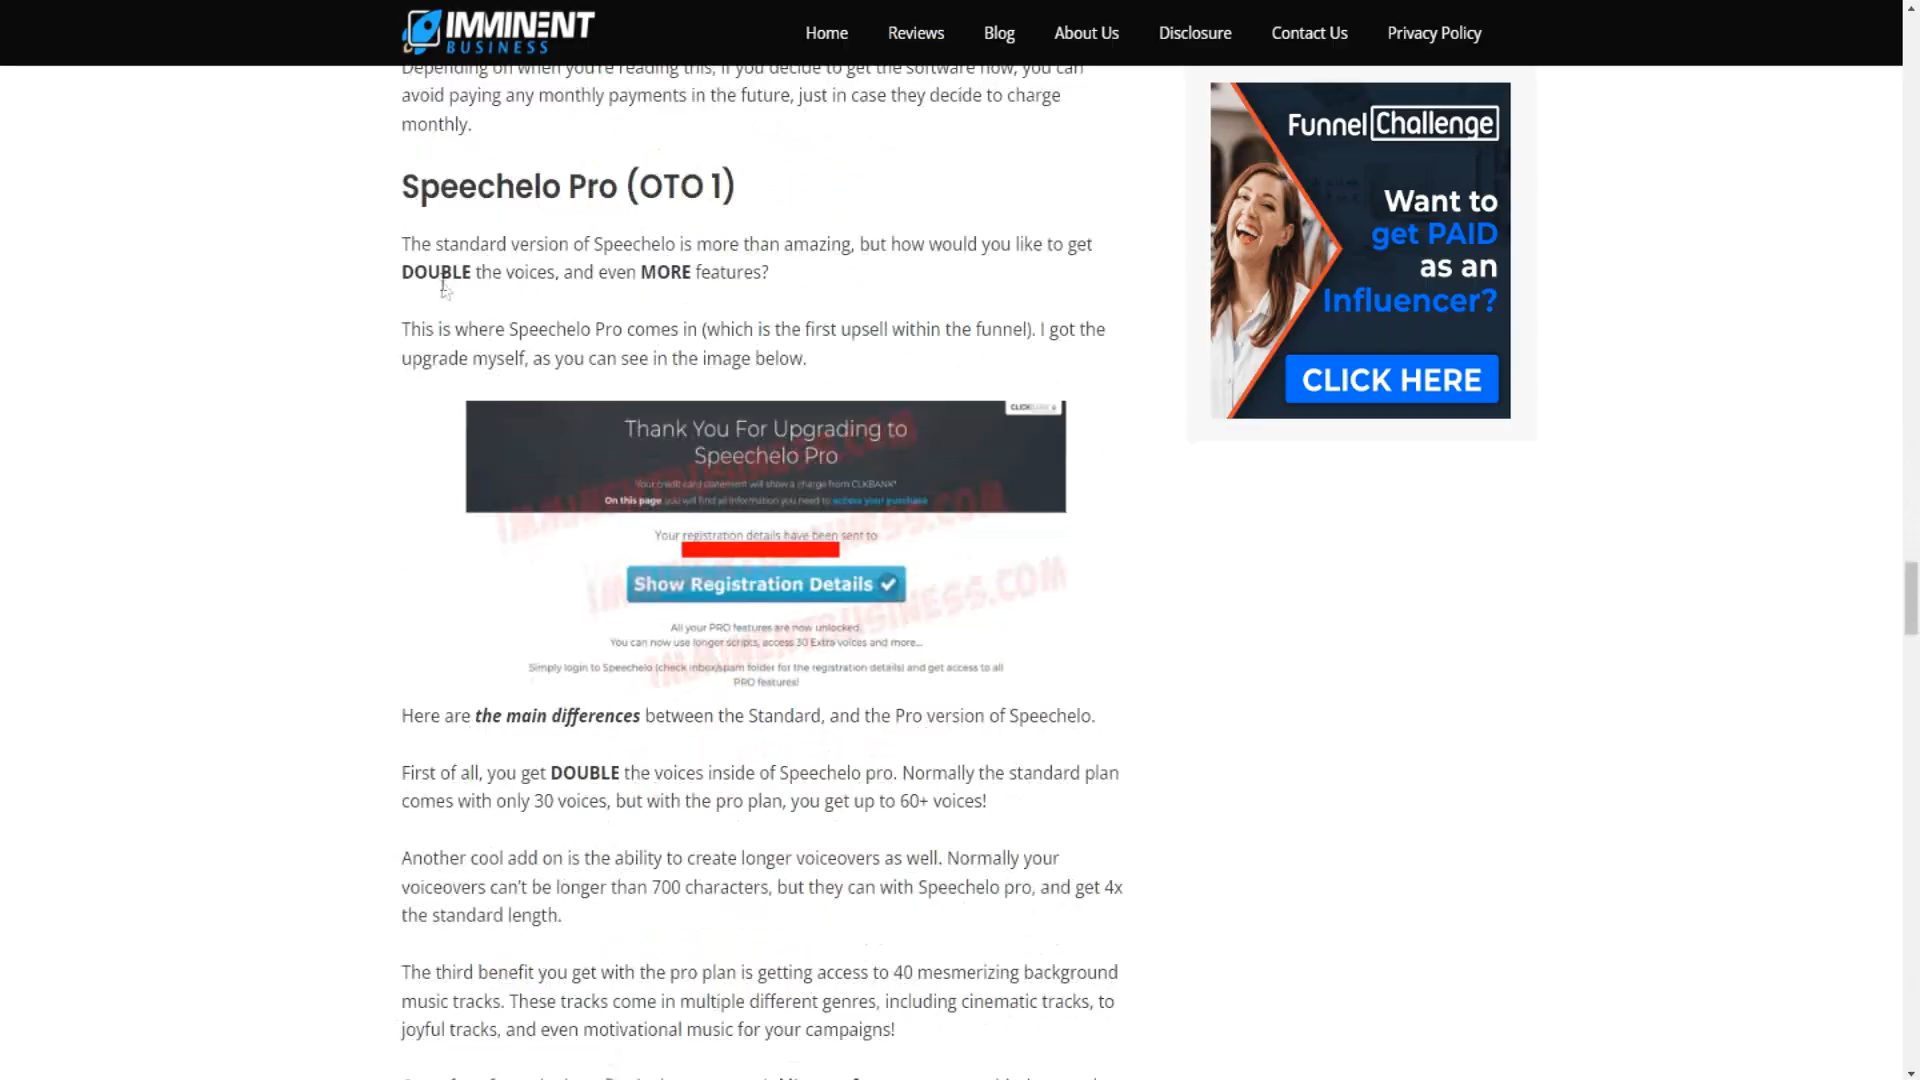 IMMINENT
BUSINESS
Home Reviews Blog About Us Disclosure Contact Us Privacy Policy
Depending on when you're reading this, if you decide to get the software now, you can
avoid paying any monthly payments in the future, just in case they decide to charge
monthly.
Speechelo Pro (OTO 1)
The standard version of Speechelo is more than amazing, but how would you like to get
DOUBLE the voices, and even MORE features?
This is where Speechelo Pro comes in (which is the first upsell within the funnel). I got the
upgrade myself, as you can see in the image below.
CLICKBANK
Thank You For Upgrading to
Speechelo Pro
Your credit card statement will show a charge from CLKBANK*
On this page you will find all information you need to access your purchase
Your registration details have been sent to
Show Registration Details
All your PRO features are now unlocked.
You can now use longer scripts, access 30 Extra voices and more...
Simply login to Speechelo (check inbox/spam folder for the registration details) and get access to all
PRO features!
IMMINENTBUSINESS.COM
IMMINENTBUSINESS.COM
IMMINENTBUSINESS.COM
Here are the main differences between the Standard, and the Pro version of Speechelo.
First of all, you get DOUBLE the voices inside of Speechelo pro. Normally the standard plan
comes with only 30 voices, but with the pro plan, you get up to 60+ voices!
Another cool add on is the ability to create longer voiceovers as well. Normally your
voiceovers can't be longer than 700 characters, but they can with Speechelo pro, and get 4x
the standard length.
The third benefit you get with the pro plan is getting access to 40 mesmerizing background
music tracks. These tracks come in multiple different genres, including cinematic tracks, to
joyful tracks, and even motivational music for your campaigns!
Funnel Challenge
Want to
get PAID
as an
Influencer?
CLICK HERE